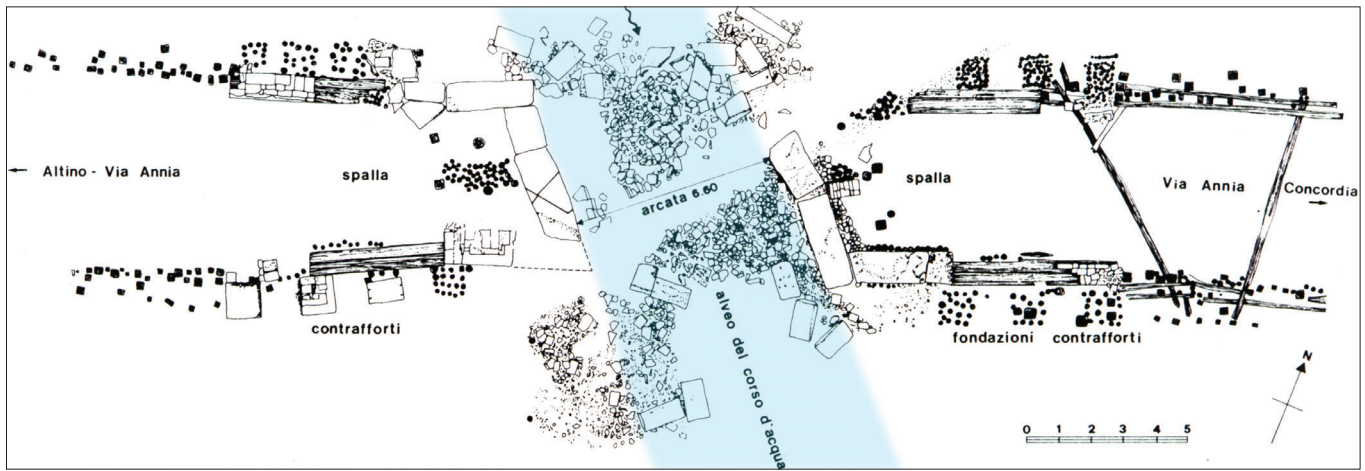 ← Altino - Via Annia
spalla
arcata 6.60
spalla
Via Annia
Concordia
→
contrafforti
alveo del corso d'acqua
fondazioni contrafforti
N
0 1 2 3 4 5